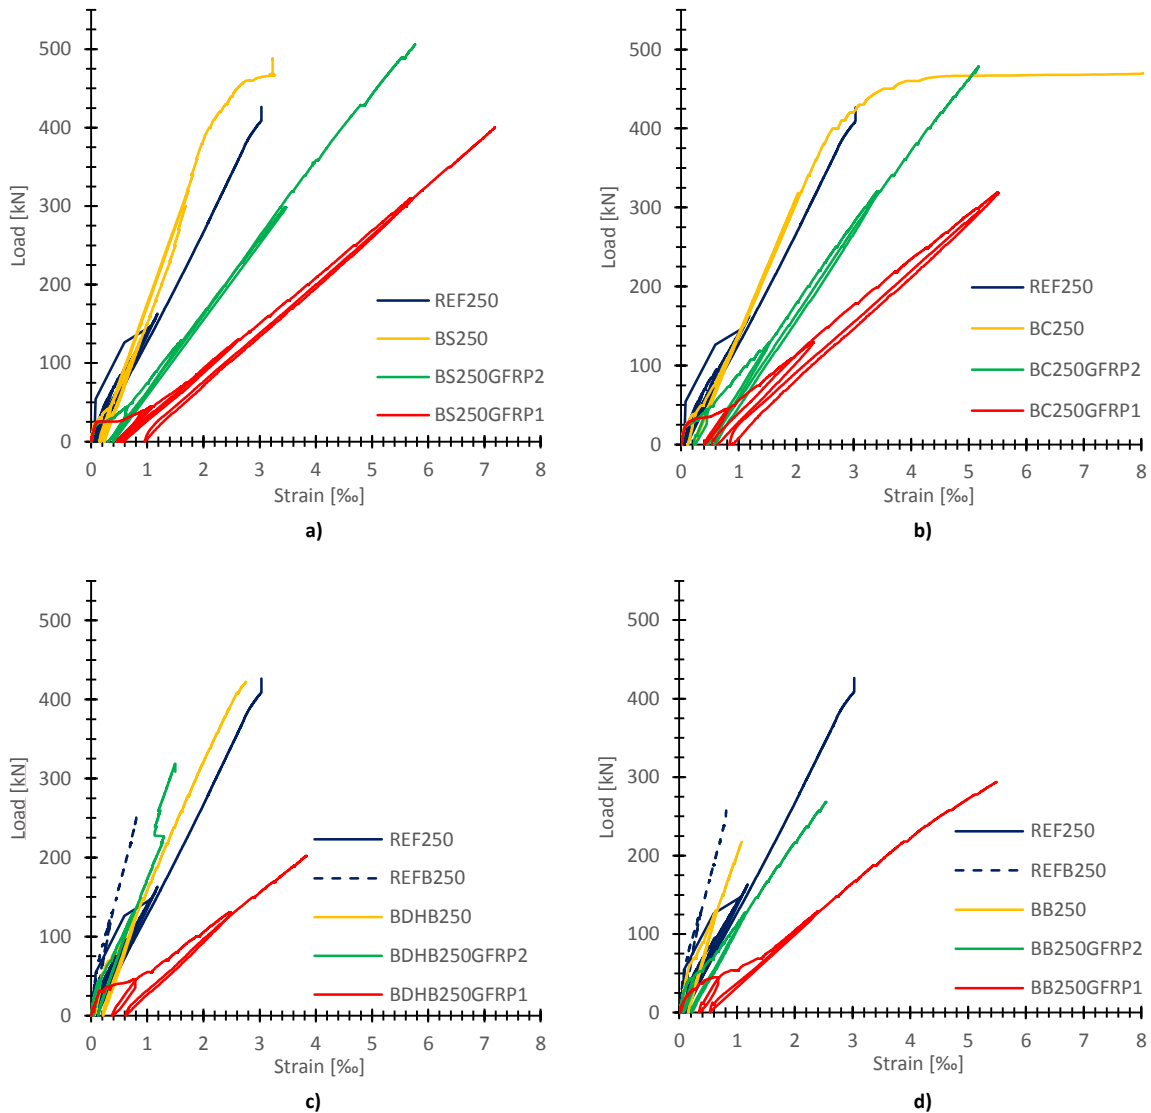 500
400
300
200
100
0
Load [kN]
0 1 2 3 4 5 6 7 8
Strain [‰]
REF250
BS250
BS250GFRP2
BS250GFRP1
a)
500
400
300
200
100
0
Load [kN]
0 1 2 3 4 5 6 7 8
Strain [‰]
REF250
BC250
BC250GFRP2
BC250GFRP1
b)
500
400
300
200
100
0
Load [kN]
0 1 2 3 4 5 6 7 8
Strain [‰]
REF250
REFB250
BDHB250
BDHB250GFRP2
BDHB250GFRP1
c)
500
400
300
200
100
0
Load [kN]
0 1 2 3 4 5 6 7 8
Strain [‰]
REF250
REFB250
BB250
BB250GFRP2
BB250GFRP1
d)